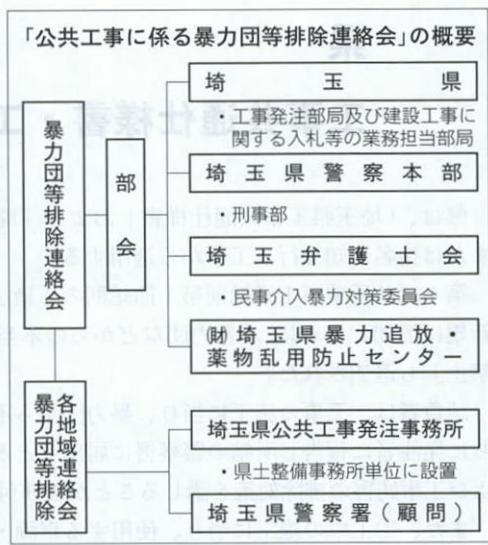 「公共工事に係る暴力団等排除連絡会」の概要
暴力団等排除連絡会
部会
埼玉県
・工事発注部局及び建設工事に
関する入札等の業務担当部局
埼玉県警察本部
・刑事部
埼玉弁護士会
・民事介入暴力対策委員会
㈶埼玉県暴力追放
薬物乱用防止センター
各地域連絡会
暴力団等排除
埼玉県公共工事発注事務所
・県土整備事務所単位に設置
埼玉県警察署(顧問)